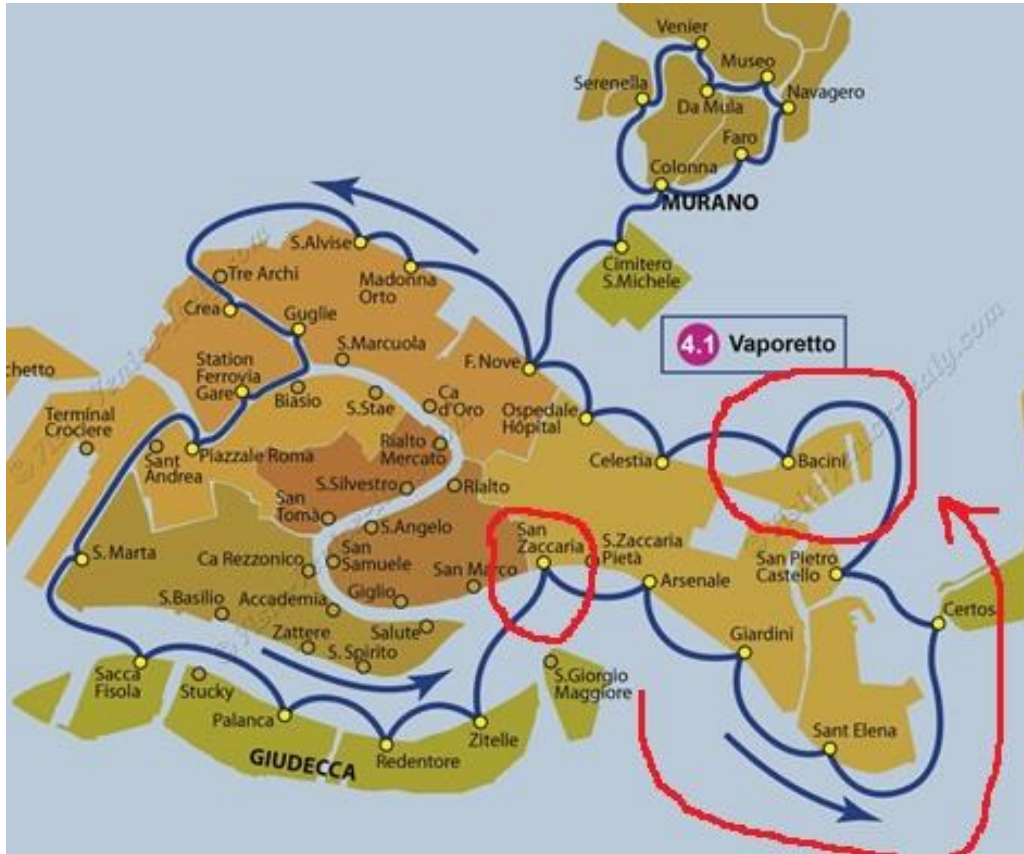 Venier
Museo
Serenella
Da Mula
Navagero
Faro
Colonna
MURANO
S.Alvise
Cimitero
S.Michele
Tre Archi
Madonna
Orto
Crea
Guglie
4.1 Vaporetto
S.Marcuola
Station
Ferrovia
Gare
F.Nove
chetto
Biasio
S.Stae
Ca
d'Oro
Ospedale
Hôpital
Terminal
Crociere
Rialto
Mercato
Sant
Andrea
Piazzale Roma
Celestia
Bacini
S.Silvestro
Rialto
San
Tomà
S.Angelo
San
Zaccaria
S.Zaccaria
Pietà
S.Marta
Ca Rezzonico
San
Samuele
San Marco
San Pietro
Castello
Arsenale
S.Basilio
Accademia
Giglio
Certos
Zattere
Salute
Giardini
S.Spirito
Sacca
Fisola
Stucky
S.Giorgio
Maggiore
Palanca
Zitelle
Sant Elena
GIUDECCA
Redentore